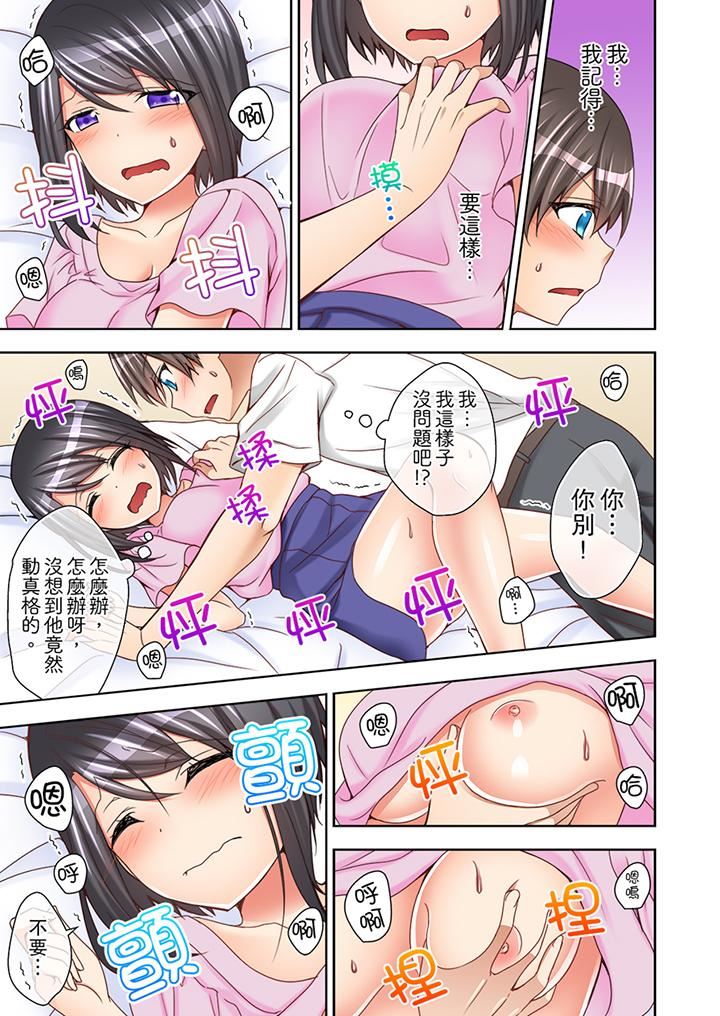 我…
我記得…
要這樣…
摸…
哈
啊
抖
抖
嗯
哈
你…
你別！
怦
我…
我這樣子
沒問題吧!?
嗚
怦
揉
揉
揉
怎麼辦，
怎麼辦呀，
沒想到他竟然
動真格的。
啊…
怦
怦
怦
嗯
啊
嗯
怦
哈
嗯嗚
呼
啊
捏
捏
啊
顫
嗯
呼
顫
啊
不要…